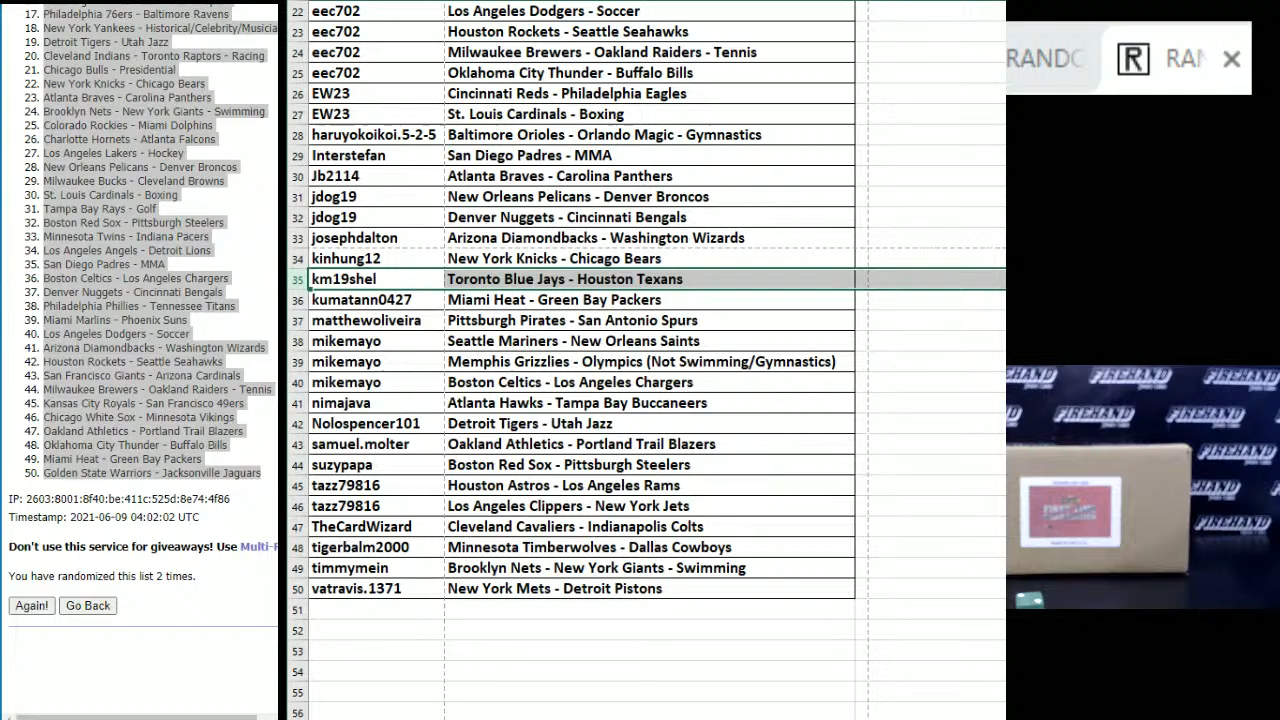 17. Philadelphia 76ers - Baltimore Ravens
18. New York Yankees - Historical/Celebrity/Musicia
19. Detroit Tigers - Utah Jazz
20. Cleveland Indians - Toronto Raptors - Racing
21. Chicago Bulls - Presidential
22. New York Knicks - Chicago Bears
23. Atlanta Braves - Carolina Panthers
24. Brooklyn Nets - New York Giants - Swimming
25. Colorado Rockies - Miami Dolphins
26. Charlotte Hornets - Atlanta Falcons
27. Los Angeles Lakers - Hockey
28. New Orleans Pelicans - Denver Broncos
29. Milwaukee Bucks - Cleveland Browns
30. St. Louis Cardinals - Boxing
31. Tampa Bay Rays - Golf
32. Boston Red Sox - Pittsburgh Steelers
33. Minnesota Twins - Indiana Pacers
34. Los Angeles Angels - Detroit Lions
35. San Diego Padres - MMA
36. Boston Celtics - Los Angeles Chargers
37. Denver Nuggets - Cincinnati Bengals
38. Philadelphia Phillies - Tennessee Titans
39. Miami Marlins - Phoenix Suns
40. Los Angeles Dodgers - Soccer
41. Arizona Diamondbacks - Washington Wizards
42. Houston Rockets - Seattle Seahawks
43. San Francisco Giants - Arizona Cardinals
44. Milwaukee Brewers - Oakland Raiders - Tennis
45. Kansas City Royals - San Francisco 49ers
46. Chicago White Sox - Minnesota Vikings
47. Oakland Athletics - Portland Trail Blazers
48. Oklahoma City Thunder - Buffalo Bills
49. Miami Heat - Green Bay Packers
50. Golden State Warriors - Jacksonville Jaguars
IP: 2603:8001:8f40:be:411c:525d:8e74:4f86
Timestamp: 2021-06-09 04:02:02 UTC
Don't use this service for giveaways! Use Multi-R
You have randomized this list 2 times.
Again! Go Back
22 eec702 Los Angeles Dodgers - Soccer
23 eec702 Houston Rockets - Seattle Seahawks
24 eec702 Milwaukee Brewers - Oakland Raiders - Tennis
25 eec702 Oklahoma City Thunder - Buffalo Bills
26 EW23 Cincinnati Reds - Philadelphia Eagles
27 EW23 St. Louis Cardinals - Boxing
28 haruyokoikoi.5-2-5 Baltimore Orioles - Orlando Magic - Gymnastics
29 Interstefan San Diego Padres - MMA
30 Jb2114 Atlanta Braves - Carolina Panthers
31 jdog19 New Orleans Pelicans - Denver Broncos
32 jdog19 Denver Nuggets - Cincinnati Bengals
33 josephdalton Arizona Diamondbacks - Washington Wizards
34 kinhung12 New York Knicks - Chicago Bears
35 km19shel Toronto Blue Jays - Houston Texans
36 kumatann0427 Miami Heat - Green Bay Packers
37 matthewoliveira Pittsburgh Pirates - San Antonio Spurs
38 mikemayo Seattle Mariners - New Orleans Saints
39 mikemayo Memphis Grizzlies - Olympics (Not Swimming/Gymnastics)
40 mikemayo Boston Celtics - Los Angeles Chargers
41 nimajava Atlanta Hawks - Tampa Bay Buccaneers
42 Nolospencer101 Detroit Tigers - Utah Jazz
43 samuel.molter Oakland Athletics - Portland Trail Blazers
44 suzypapa Boston Red Sox - Pittsburgh Steelers
45 tazz79816 Houston Astros - Los Angeles Rams
46 tazz79816 Los Angeles Clippers - New York Jets
47 TheCardWizard Cleveland Cavaliers - Indianapolis Colts
48 tigerbalm2000 Minnesota Timberwolves - Dallas Cowboys
49 timmymein Brooklyn Nets - New York Giants - Swimming
50 vatravis.1371 New York Mets - Detroit Pistons
51
52
53
54
55
56
RANDO R RAN
FIREHAND
FIREHAND
FIREHAND
FIREHAND
FIREHAND